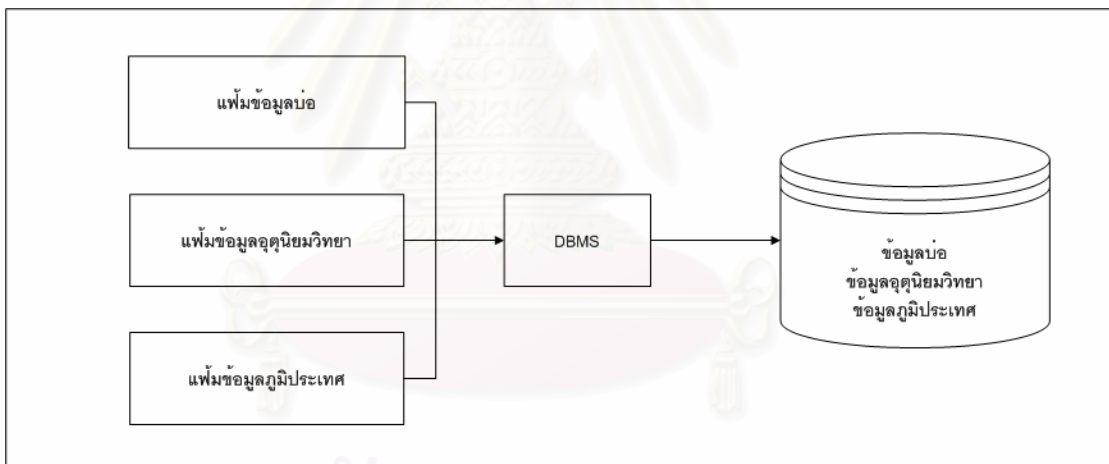 แฟ้มข้อมูลบ่อ
แฟ้มข้อมูลอุตุนิยมวิทยา
แฟ้มข้อมูลภูมิประเทศ
DBMS
ข้อมูลบ่อ
ข้อมูลอุตุนิยมวิทยา
ข้อมูลภูมิประเทศ